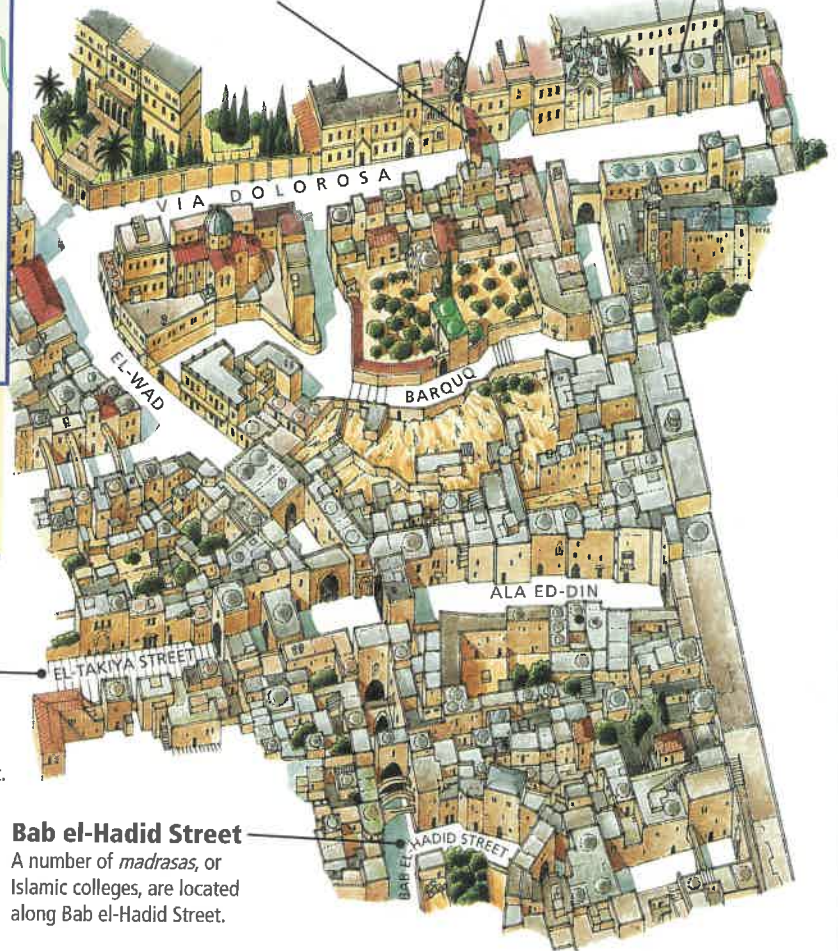 VIA DOLOROSA
EL-WAD
BARQUQ
ALA ED-DIN
EL-TAKIYA STREET
.
Bab el-Hadid Street
A number of madrasas, or
Islamic colleges, are located
along Bab el-Hadid Street.
BAB EL-HADID STREET